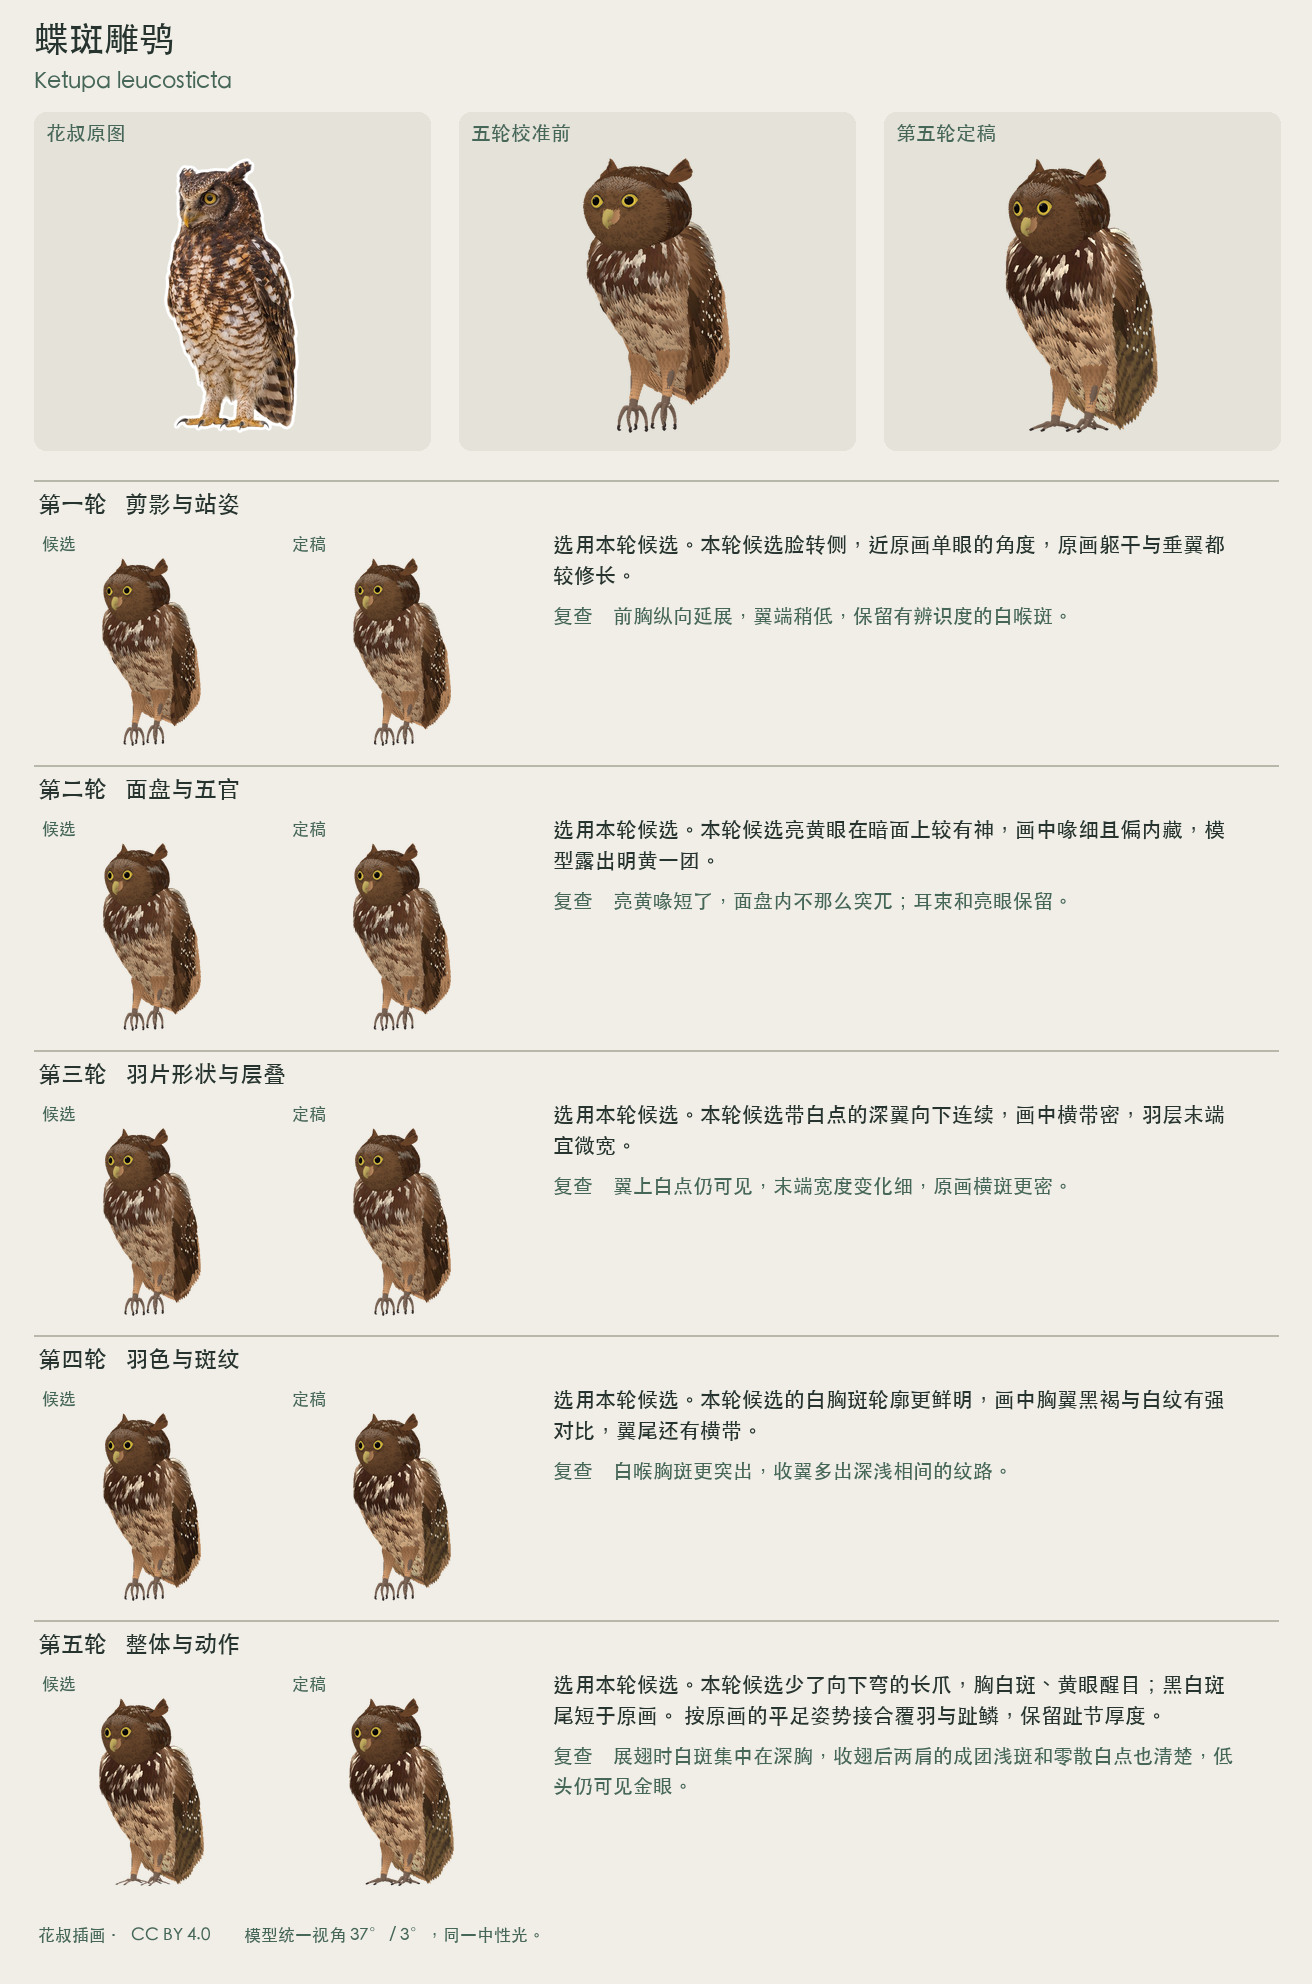 蝶斑雕鸮
Ketupa leucosticta
花叔原图
五轮校准前
第五轮定稿
第一轮 剪影与站姿
候选
定稿
选用本轮候选。本轮候选脸转侧，近原画单眼的角度，原画躯干与垂翼都
较修长。
复查 前胸纵向延展，翼端稍低，保留有辨识度的白喉斑。
第二轮 面盘与五官
候选
定稿
选用本轮候选。本轮候选亮黄眼在暗面上较有神，画中喙细且偏内藏，模
型露出明黄一团。
复查 亮黄喙短了，面盘内不那么突兀；耳束和亮眼保留。
第三轮 羽片形状与层叠
候选
定稿
选用本轮候选。本轮候选带白点的深翼向下连续，画中横带密，羽层末端
宜微宽。
复查 翼上白点仍可见，末端宽度变化细，原画横斑更密。
第四轮 羽色与斑纹
候选
定稿
选用本轮候选。本轮候选的白胸斑轮廓更鲜明，画中胸翼黑褐与白纹有强
对比，翼尾还有横带。
复查 白喉胸斑更突出，收翼多出深浅相间的纹路。
第五轮 整体与动作
候选
定稿
选用本轮候选。本轮候选少了向下弯的长爪，胸白斑、黄眼醒目；黑白斑
尾短于原画。 按原画的平足姿势接合覆羽与趾鳞，保留趾节厚度。
复查 展翅时白斑集中在深胸，收翅后两肩的成团浅斑和零散白点也清楚，低
头仍可见金眼。
花叔插画 · CC BY 4.0 模型统一视角 37° / 3° ，同一中性光。